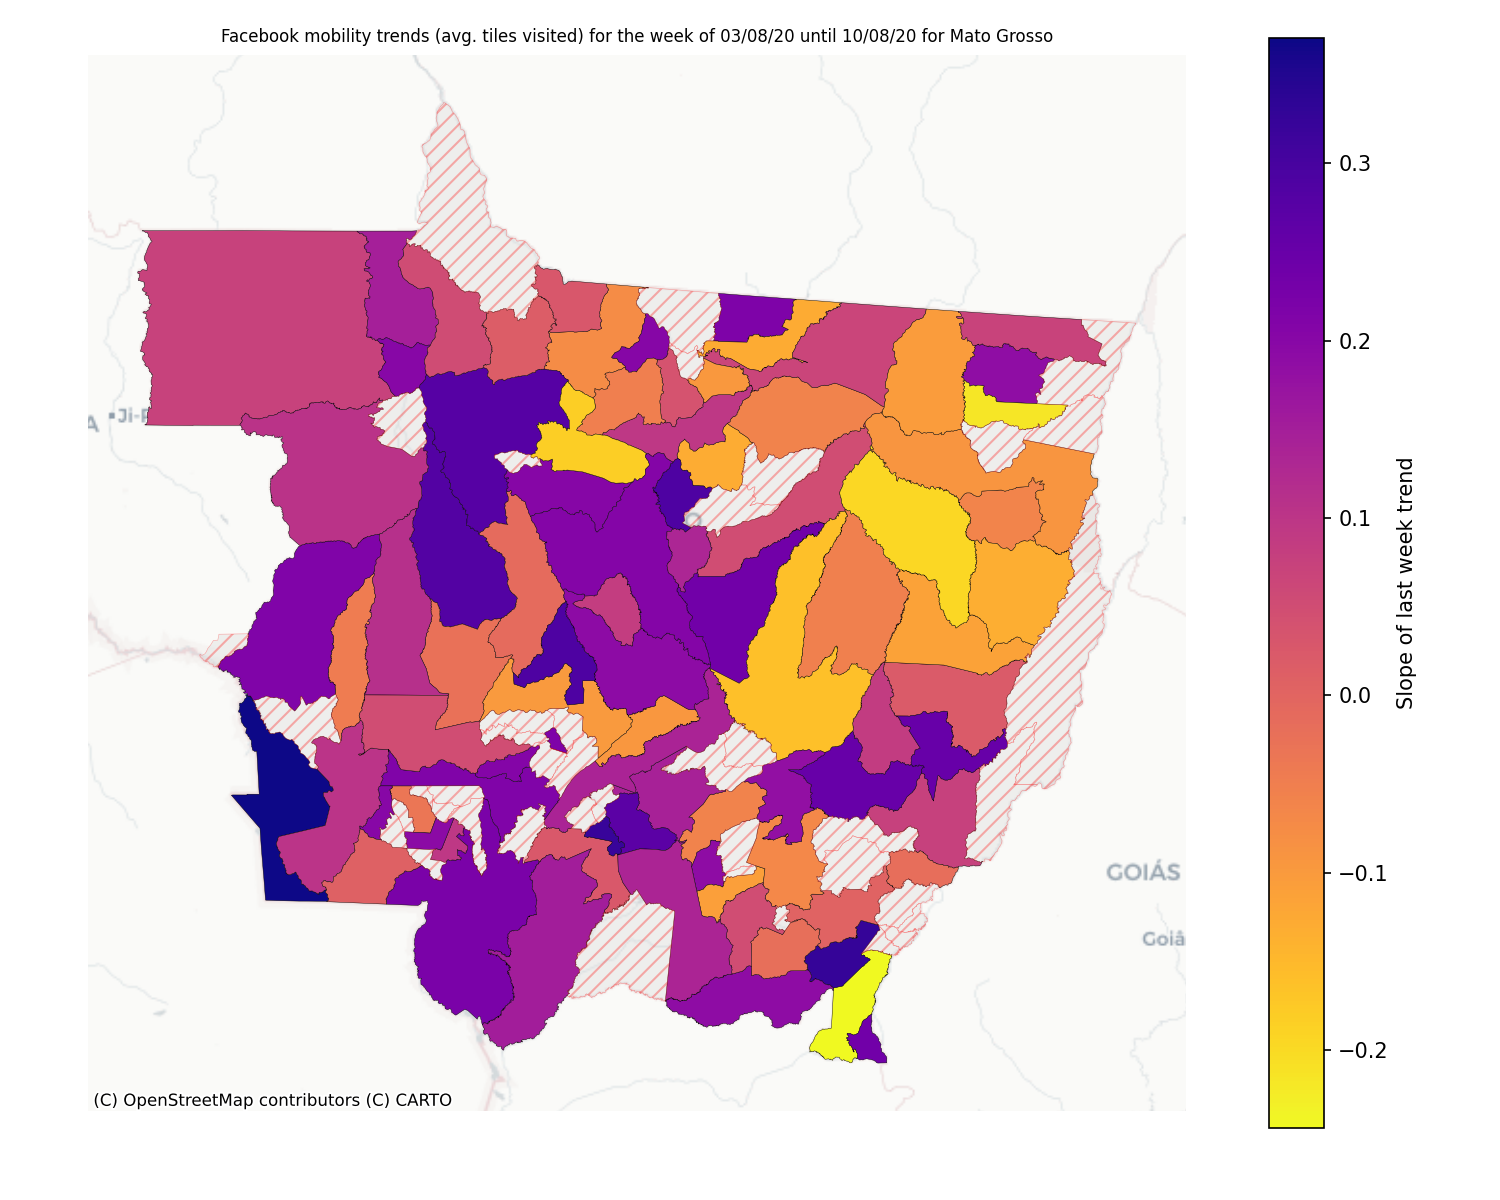 Facebook mobility trends (avg. tiles visited) for the week of 03/08/20 until 10/08/20 for Mato Grosso
0.3
0.2
0.1
0.0
−0.1
−0.2
Slope of last week trend
A
Ji-P
GOIÁS
Goiâ
(C) OpenStreetMap contributors (C) CARTO